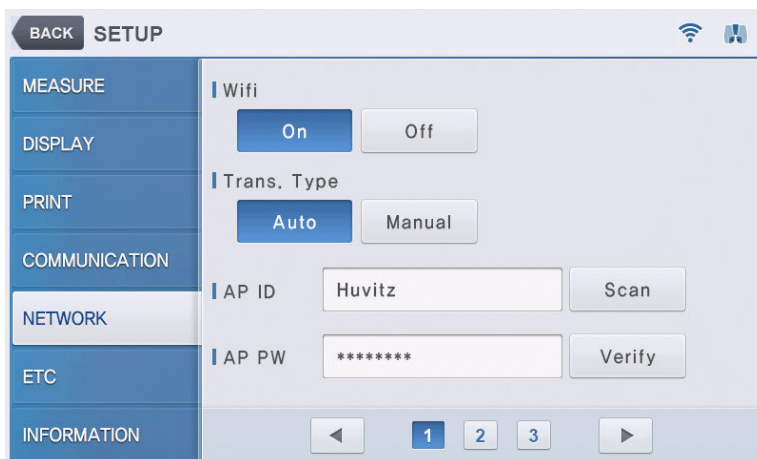 BACK SETUP
MEASURE
DISPLAY
PRINT
COMMUNICATION
NETWORK
ETC
INFORMATION
Wifi
On Off
Trans. Type
Auto Manual
AP ID Huvitz Scan
AP PW ******** Verify
1 2 3